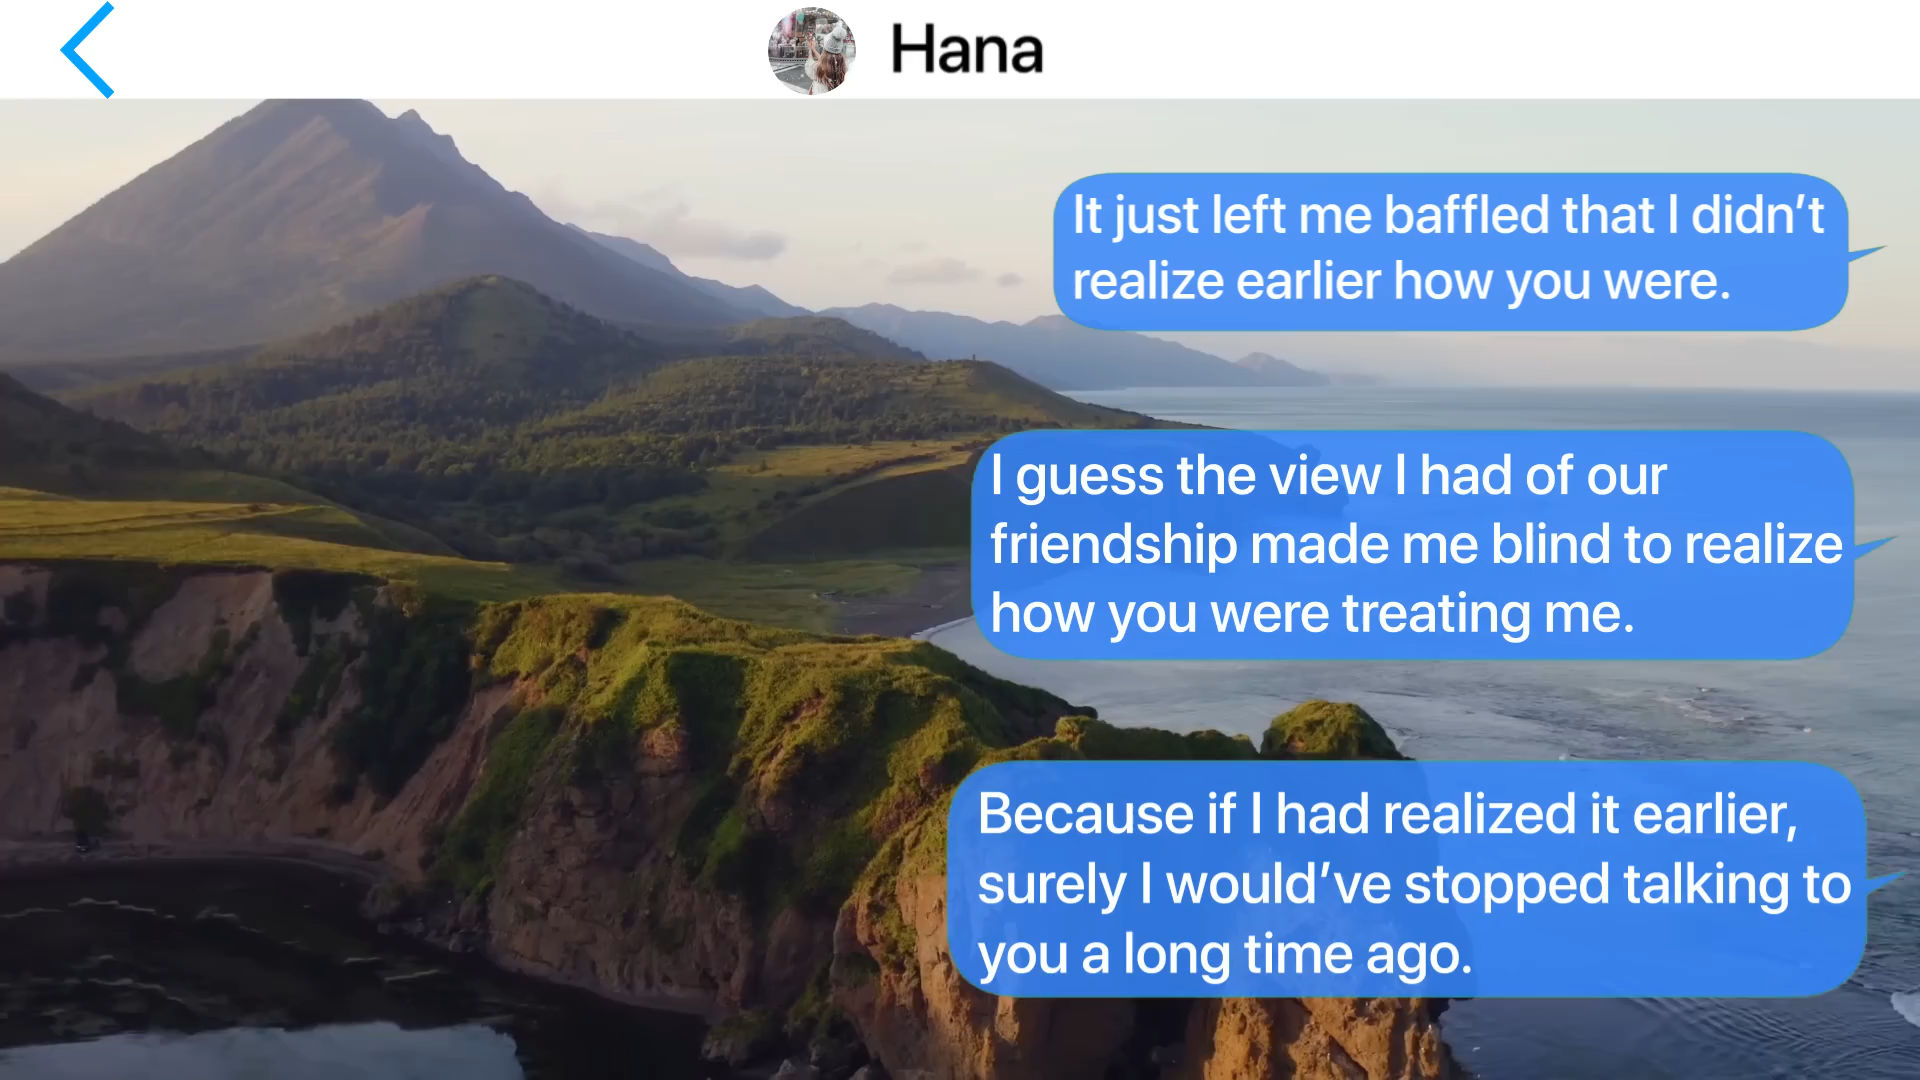 Hana
It just left me baffled that I didn’t
realize earlier how you were.
I guess the view I had of our
friendship made me blind to realize
how you were treating me.
Because if I had realized it earlier,
surely I would’ve stopped talking to
you a long time ago.